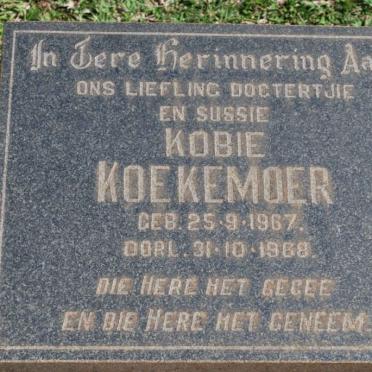 In Tere Herinnering Aa
ONS LIEFLING DOGTERTJIE
EN SUSSIE
KOBIE
KOEKEMOER
GEB. 25·9·1967.
OORL. 31·10·1968.
DIE HERE HET GEGEE
EN DIE HERE HET GENEEM.